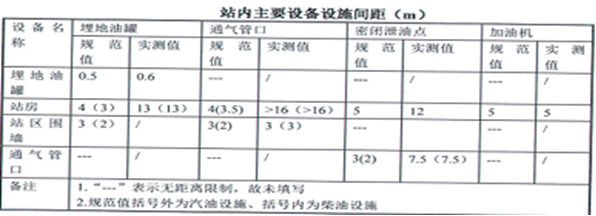 站内主要设备设施间距（m）
设备名称 埋地油罐 通气管口 密闭泄油点 加油机
规范值 实测值 规范值 实测值 规范值 实测值 规范值 实测值
埋地油罐 0.5 0.6 --- / --- / --- /
站房 4（3） 13（13） 4(3.5) >16（>16） 5 12 5 5
站区围墙 3（2） / 3(2) 3（3） --- / --- /
通气管口 --- / --- / 3(2) 7.5（7.5） --- /
备注 1.“---”表示无距离限制，故未填写
2.规范值括号外为汽油设施、括号内为柴油设施